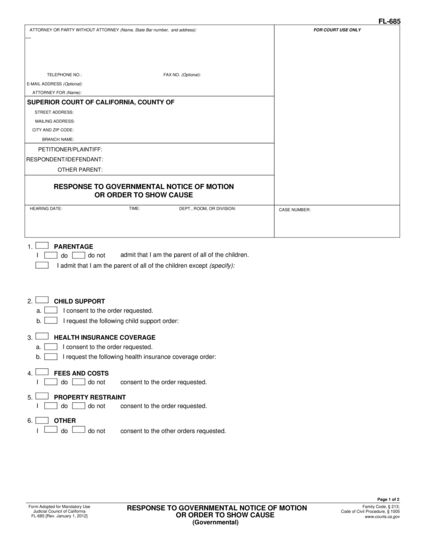 FL-685
ATTORNEY OR PARTY WITHOUT ATTORNEY (Name, State Bar number, and address):
FOR COURT USE ONLY
TELEPHONE NO.: FAX NO. (Optional):
E-MAIL ADDRESS (Optional):
ATTORNEY FOR (Name):
SUPERIOR COURT OF CALIFORNIA, COUNTY OF
STREET ADDRESS:
MAILING ADDRESS:
CITY AND ZIP CODE:
BRANCH NAME:
PETITIONER/PLAINTIFF:
RESPONDENT/DEFENDANT:
OTHER PARENT:
RESPONSE TO GOVERNMENTAL NOTICE OF MOTION
OR ORDER TO SHOW CAUSE
HEARING DATE: TIME: DEPT., ROOM, OR DIVISION:
CASE NUMBER:
1. PARENTAGE
I do do not admit that I am the parent of all of the children.
I admit that I am the parent of all of the children except (specify):
2. CHILD SUPPORT
a. I consent to the order requested.
b. I request the following child support order:
3. HEALTH INSURANCE COVERAGE
a. I consent to the order requested.
b. I request the following health insurance coverage order:
4. FEES AND COSTS
I do do not consent to the order requested.
5. PROPERTY RESTRAINT
I do do not consent to the order requested.
6. OTHER
I do do not consent to the other orders requested.
Page 1 of 2
Form Adopted for Mandatory Use
Judicial Council of California
FL-685 [Rev. January 1, 2012]
RESPONSE TO GOVERNMENTAL NOTICE OF MOTION
OR ORDER TO SHOW CAUSE
(Governmental)
Family Code, § 213;
Code of Civil Procedure, § 1005
www.courts.ca.gov